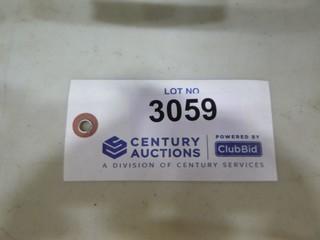 LOT NO
3059
CENTURY
AUCTIONS
POWERED BY
ClubBid
A DIVISION OF CENTURY SERVICES